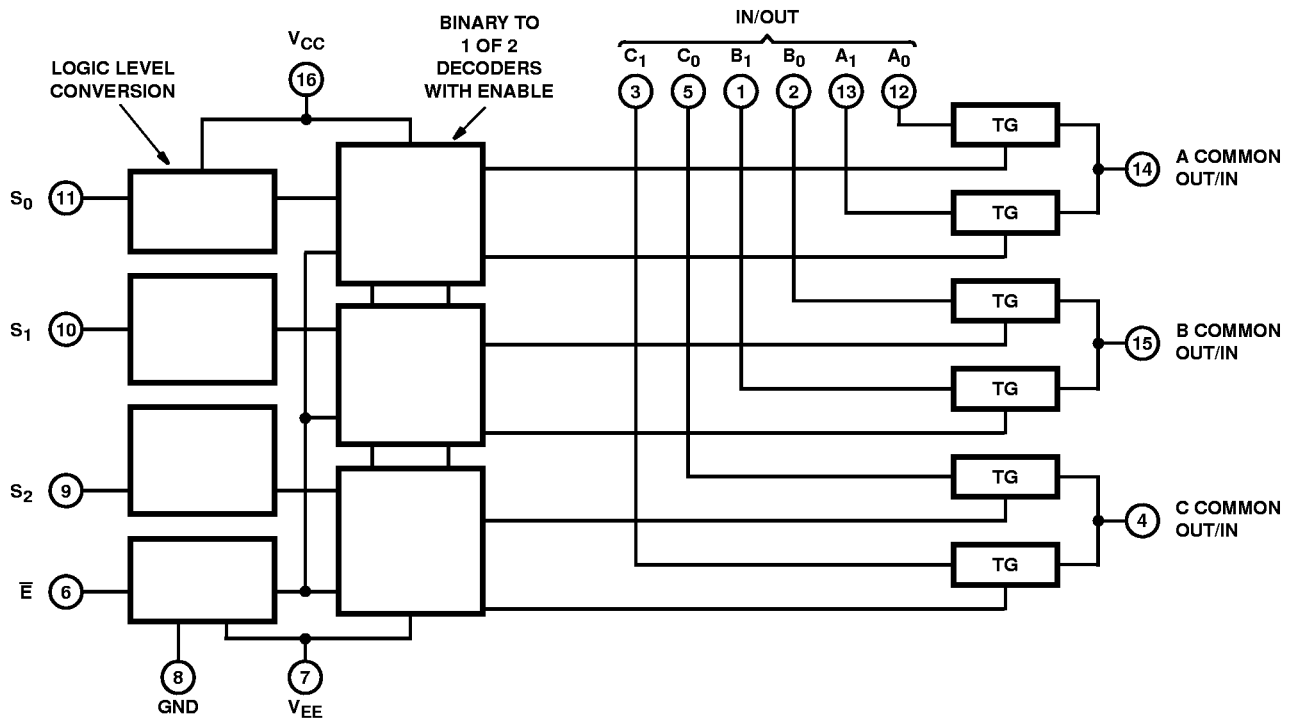 IN/OUT
BINARY TO
1 OF 2
DECODERS
WITH ENABLE
VCC
16
LOGIC LEVEL
CONVERSION
C1 C0 B1 B0 A1 A0
3 5 1 2 13 12
TG
14
A COMMON
OUT/IN
S0 11
TG
TG
S1 10
15
B COMMON
OUT/IN
TG
TG
S2 9
4
C COMMON
OUT/IN
TG
E̅ 6
8
GND
7
VEE